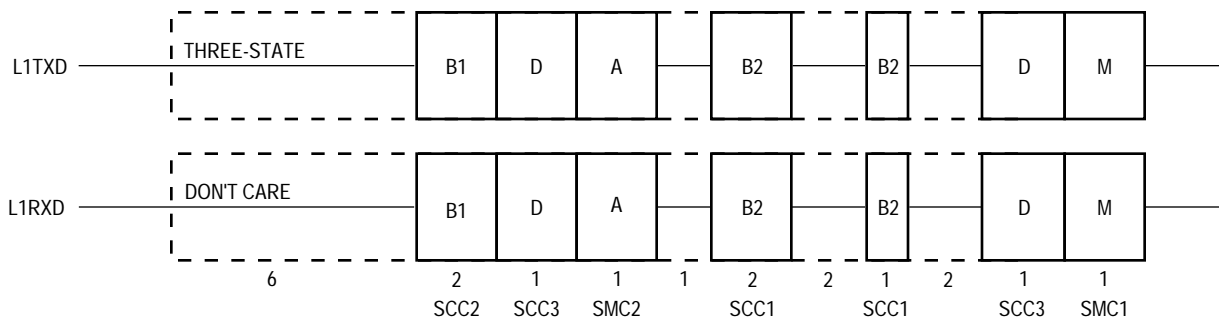 THREE-STATE
L1TXD B1 D A B2 B2 D M
DON'T CARE
L1RXD B1 D A B2 B2 D M
6 2 1 1 1 2 2 1 2 1 1
SCC2 SCC3 SMC2 SCC1 SCC1 SCC3 SMC1